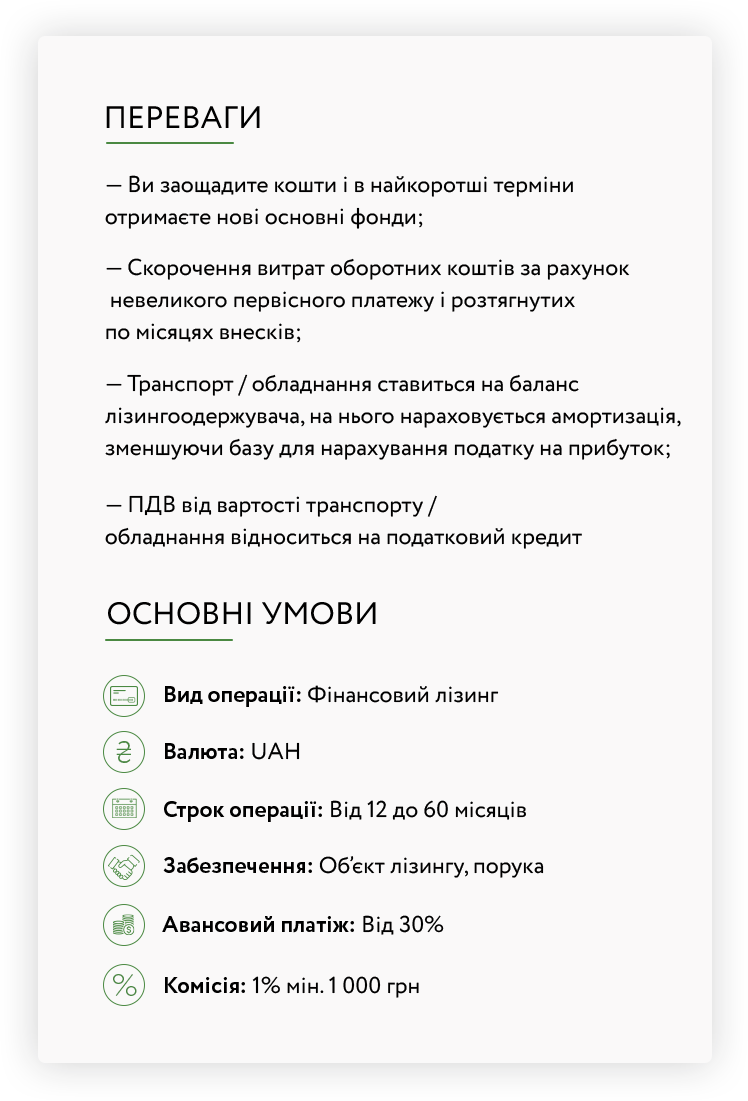 ПЕРЕВАГИ
— Ви заощадите кошти і в найкоротші терміни
отримаєте нові основні фонди;
— Скорочення витрат оборотних коштів за рахунок
невеликого первісного платежу і розтягнутих
по місяцях внесків;
— Транспорт / обладнання ставиться на баланс
лізингоодержувача, на нього нараховується амортизація,
зменшуючи базу для нарахування податку на прибуток;
— ПДВ від вартості транспорту /
обладнання відноситься на податковий кредит
ОСНОВНІ УМОВИ
Вид операції: Фінансовий лізинг
₴
Валюта: UAH
Строк операції: Від 12 до 60 місяців
Забезпечення: Об’єкт лізингу, порука
Авансовий платіж: Від 30%
%
Комісія: 1% мін. 1 000 грн